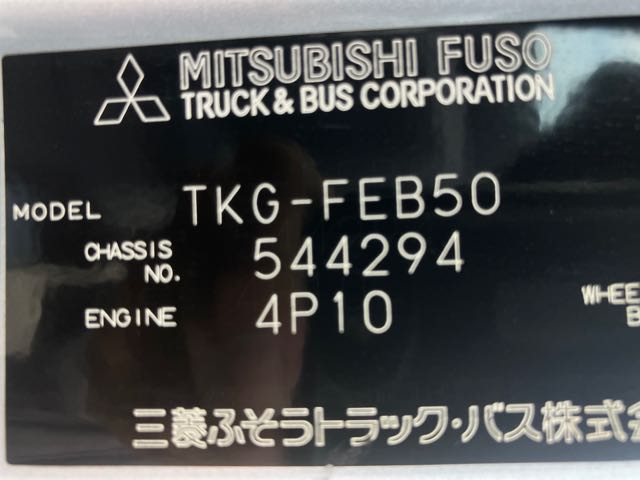 MITSUBISHI FUSO
TRUCK & BUS CORPORATION
MODEL TKG-FEB50
CHASSIS NO. 544294
ENGINE 4P10
WHEE
B
三菱ふそうトラック・バス株式